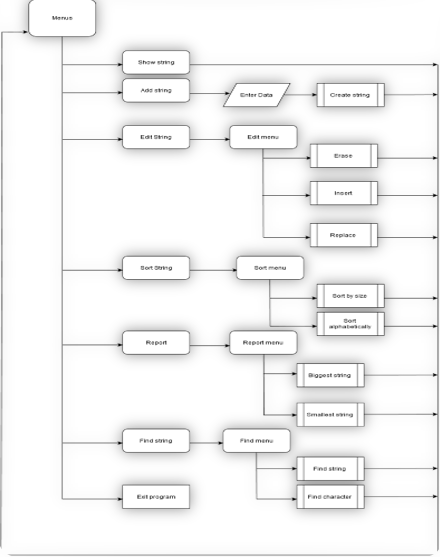 Menus
Show string
Add string
Enter Data
Create string
Edit String
Edit menu
Erase
Insert
Replace
Sort String
Sort menu
Sort by size
Sort
alphabetically
Report
Report menu
Biggest string
Smallest string
Find string
Find menu
Find string
Exit program
Find character